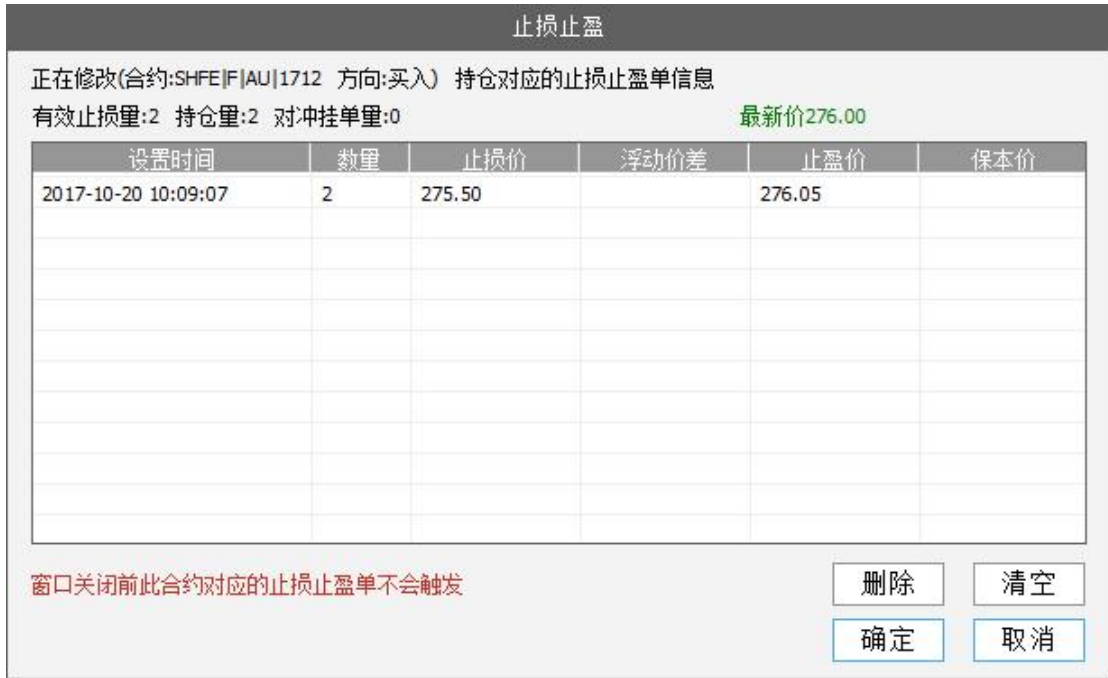 止损止盈
正在修改(合约:SHFE|F|AU|1712 方向:买入) 持仓对应的止损止盈单信息
有效止损量:2 持仓量:2 对冲挂单量:0 最新价276.00
设置时间 数量 止损价 浮动价差 止盈价 保本价
2017-10-20 10:09:07 2 275.50 276.05
窗口关闭前此合约对应的止损止盈单不会触发
删除 清空
确定 取消